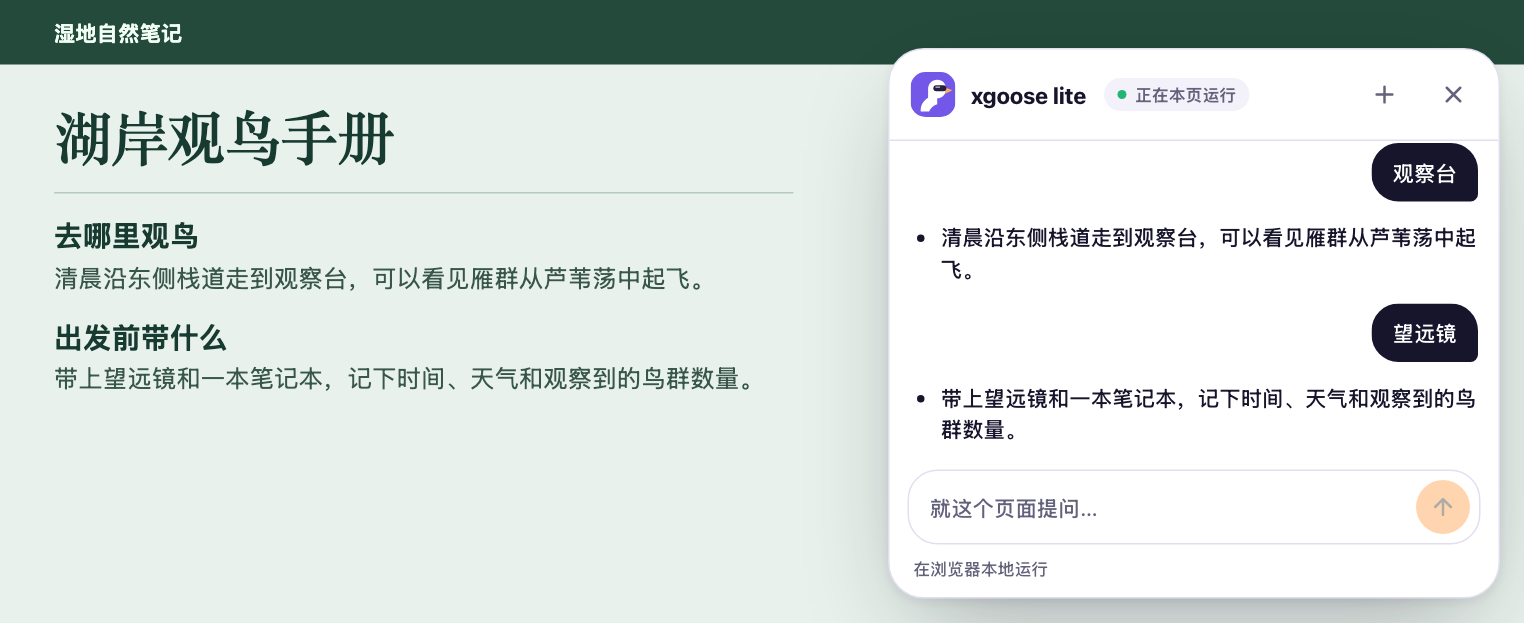 湿地自然笔记
湖岸观鸟手册
去哪里观鸟
清晨沿东侧栈道走到观察台，可以看见雁群从芦苇荡中起飞。
出发前带什么
带上望远镜和一本笔记本，记下时间、天气和观察到的鸟群数量。
xgoose lite
正在本页运行
观察台
清晨沿东侧栈道走到观察台，可以看见雁群从芦苇荡中起
飞。
望远镜
带上望远镜和一本笔记本，记下时间、天气和观察到的鸟
群数量。
就这个页面提问...
在浏览器本地运行